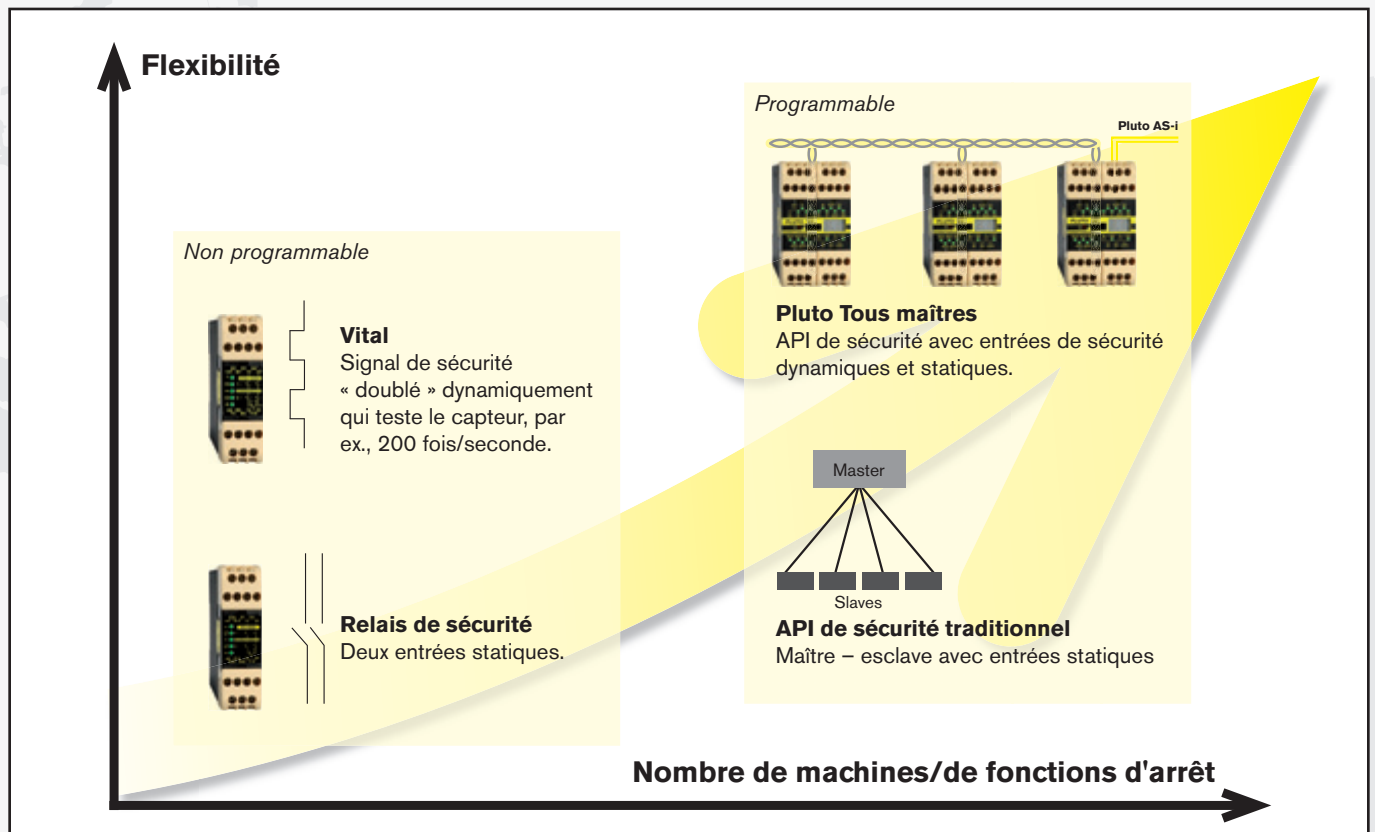 Flexibilité
Programmable
Pluto AS-i
Non programmable
Vital
Signal de sécurité
« doublé » dynamiquement
qui teste le capteur, par
ex., 200 fois/seconde.
Pluto Tous maîtres
API de sécurité avec entrées de sécurité
dynamiques et statiques.
Master
Slaves
Relais de sécurité
Deux entrées statiques.
API de sécurité traditionnel
Maître – esclave avec entrées statiques
Nombre de machines/de fonctions d'arrêt